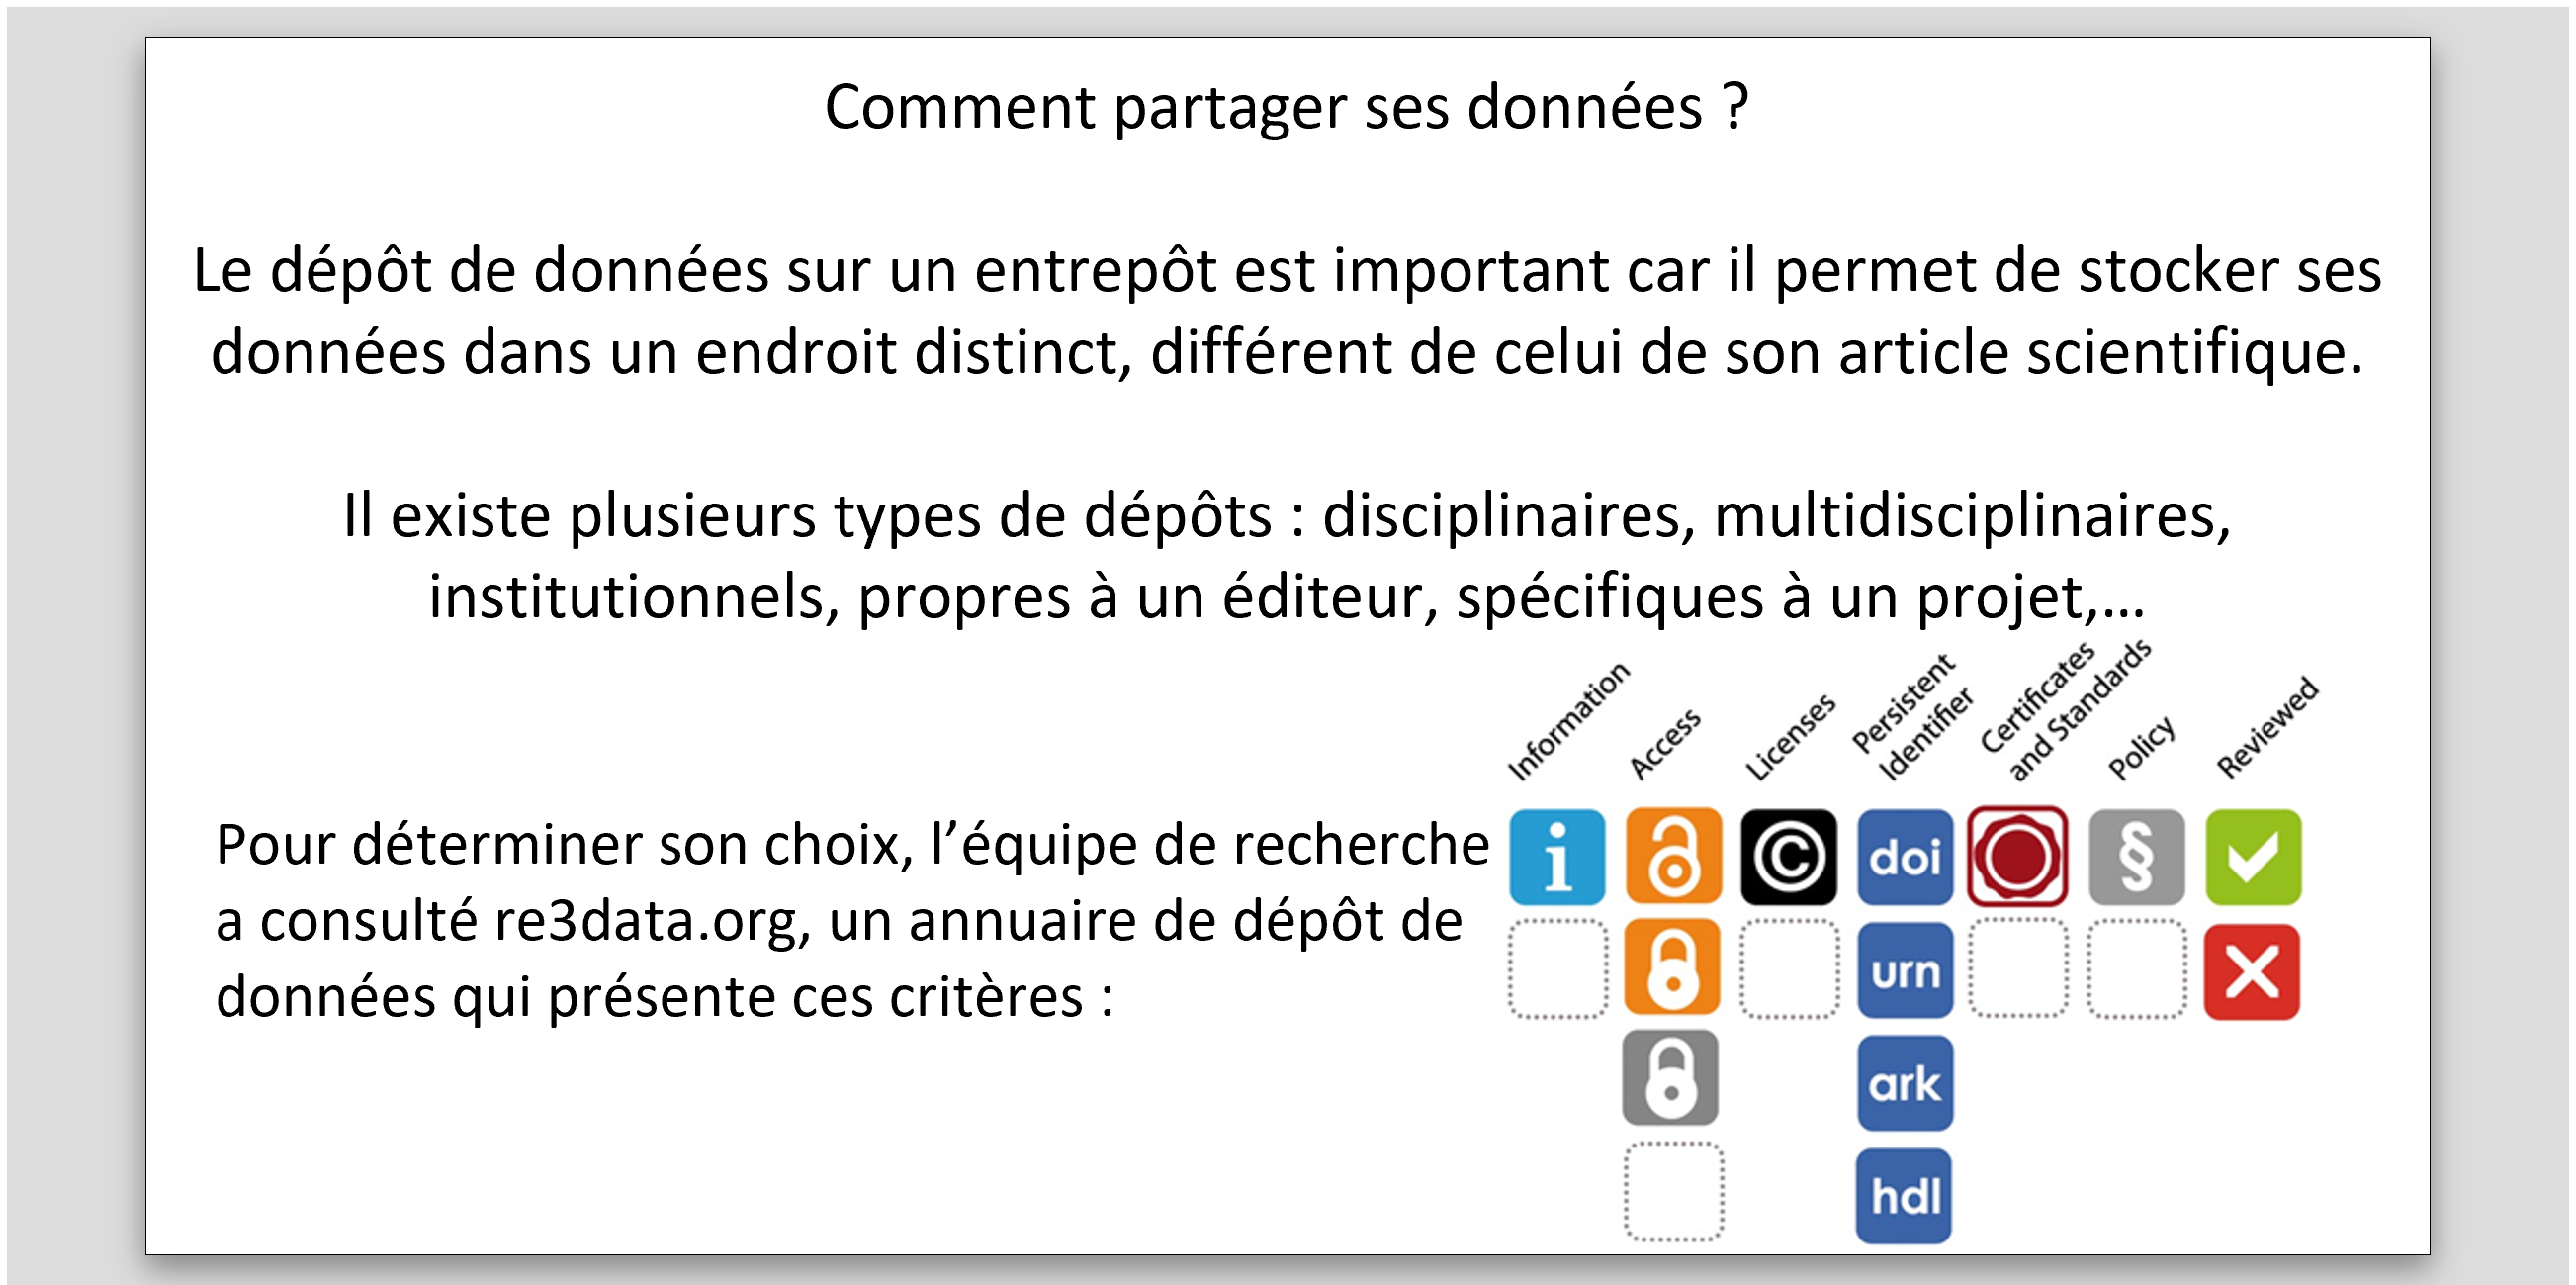 Comment partager ses données ?
Le dépôt de données sur un entrepôt est important car il permet de stocker ses
données dans un endroit distinct, différent de celui de son article scientifique.
Il existe plusieurs types de dépôts : disciplinaires, multidisciplinaires,
institutionnels, propres à un éditeur, spécifiques à un projet,...
Pour déterminer son choix, l’équipe de recherche
a consulté re3data.org, un annuaire de dépôt de
données qui présente ces critères :
Information
Access
Licenses
Persistent
Identifier
Certificates
and Standards
Policy
Reviewed
i
©
doi
§
urn
ark
hdl